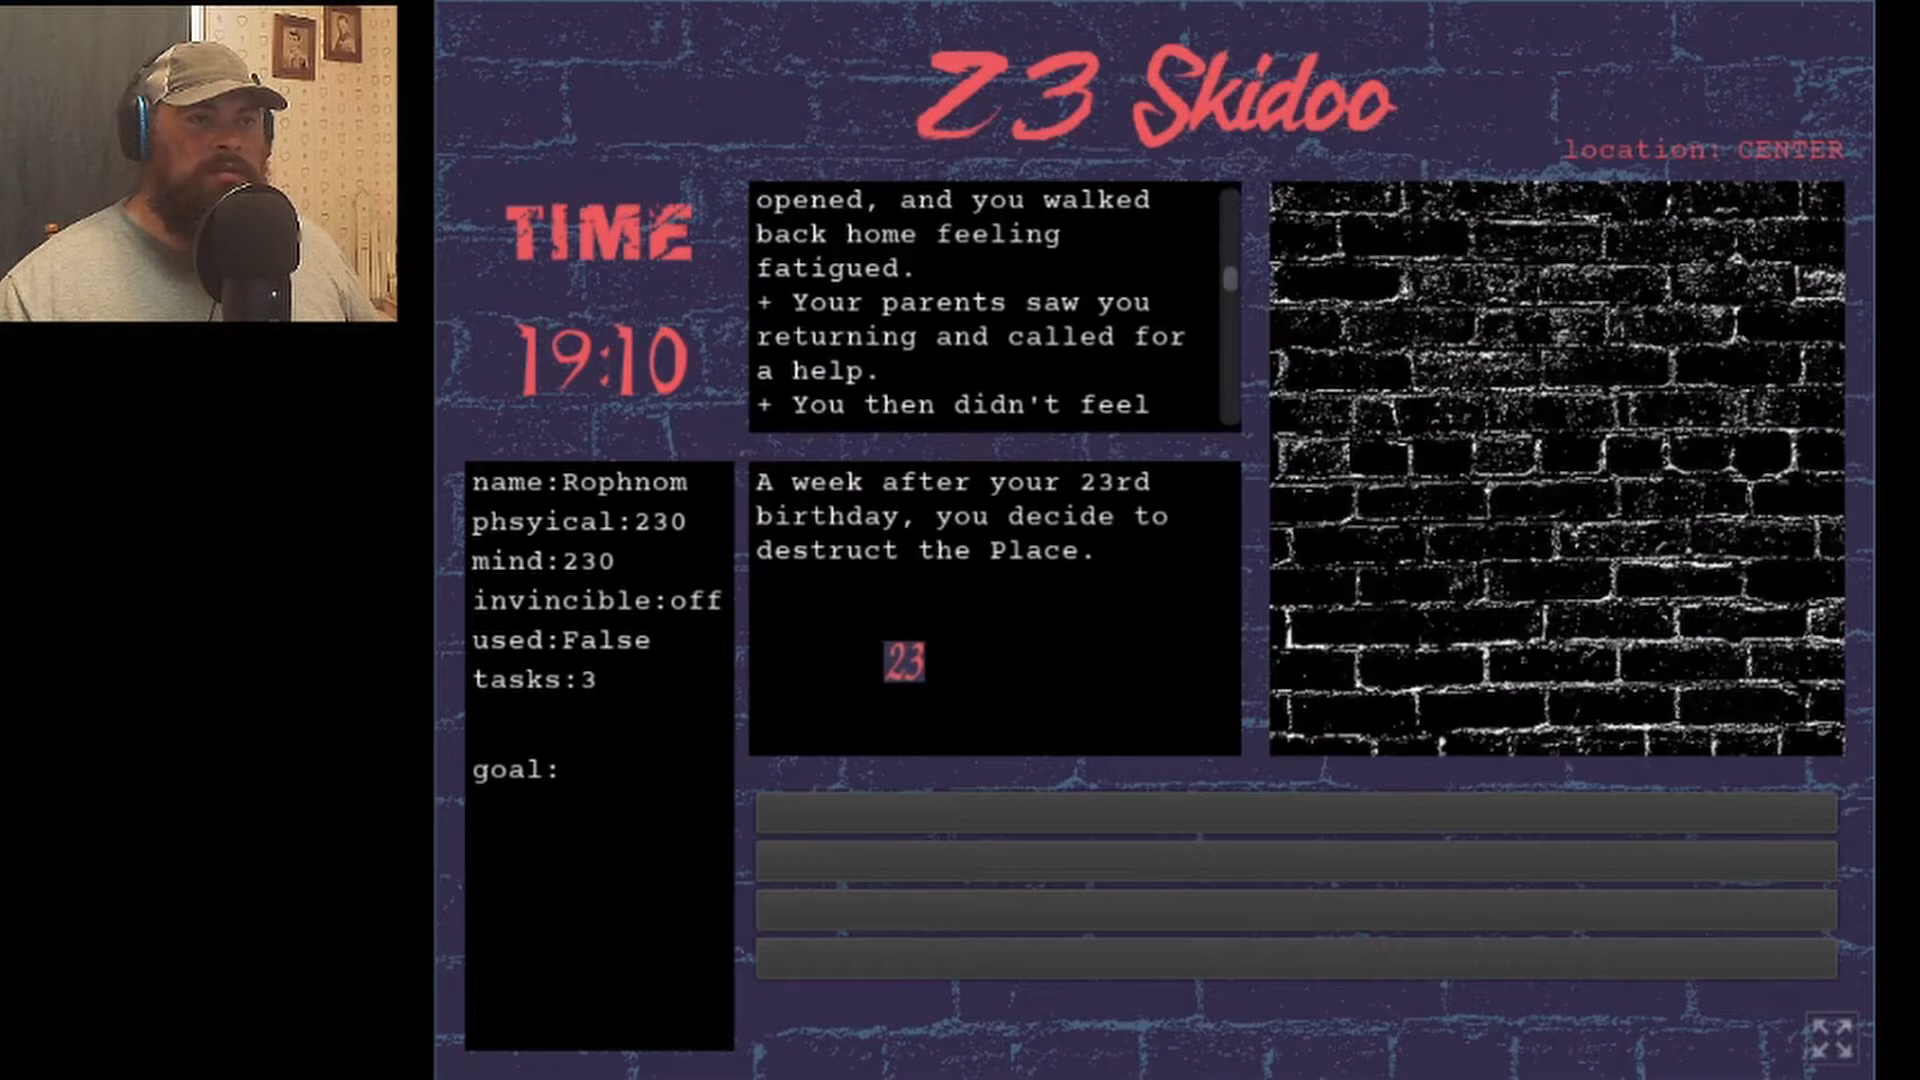 23 Skidoo
location: CENTER
TIME
19:10
opened, and you walked
back home feeling
fatigued.
+ Your parents saw you
returning and called for
a help.
+ You then didn't feel
name:Rophnom
phsyical:230
mind:230
invincible:off
used:False
tasks:3
goal:
A week after your 23rd
birthday, you decide to
destruct the Place.
23